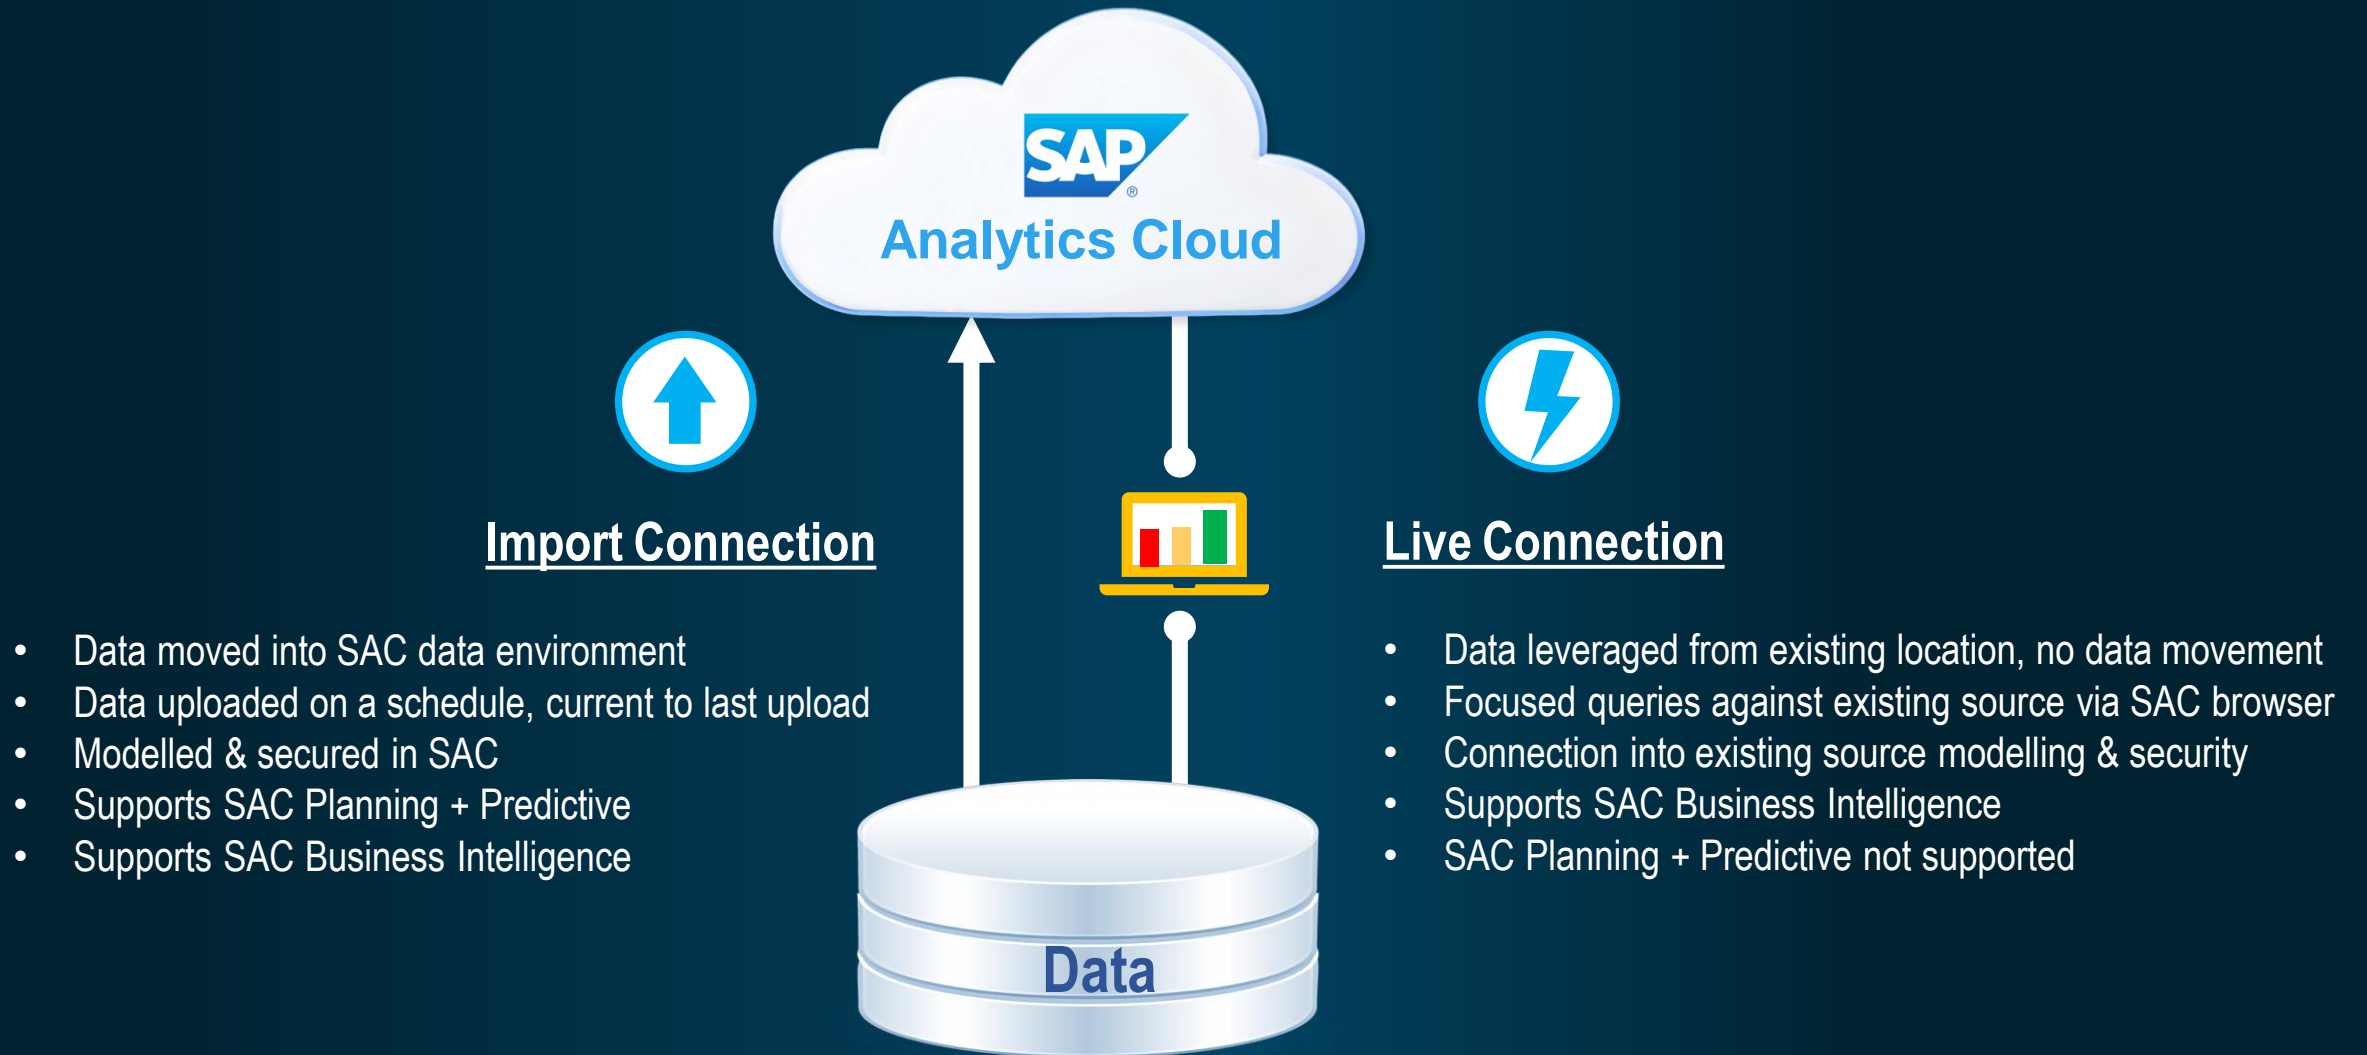 SAP
®
Analytics Cloud
Import Connection
• Data moved into SAC data environment
• Data uploaded on a schedule, current to last upload
• Modelled & secured in SAC
• Supports SAC Planning + Predictive
• Supports SAC Business Intelligence
Live Connection
• Data leveraged from existing location, no data movement
• Focused queries against existing source via SAC browser
• Connection into existing source modelling & security
• Supports SAC Business Intelligence
• SAC Planning + Predictive not supported
Data